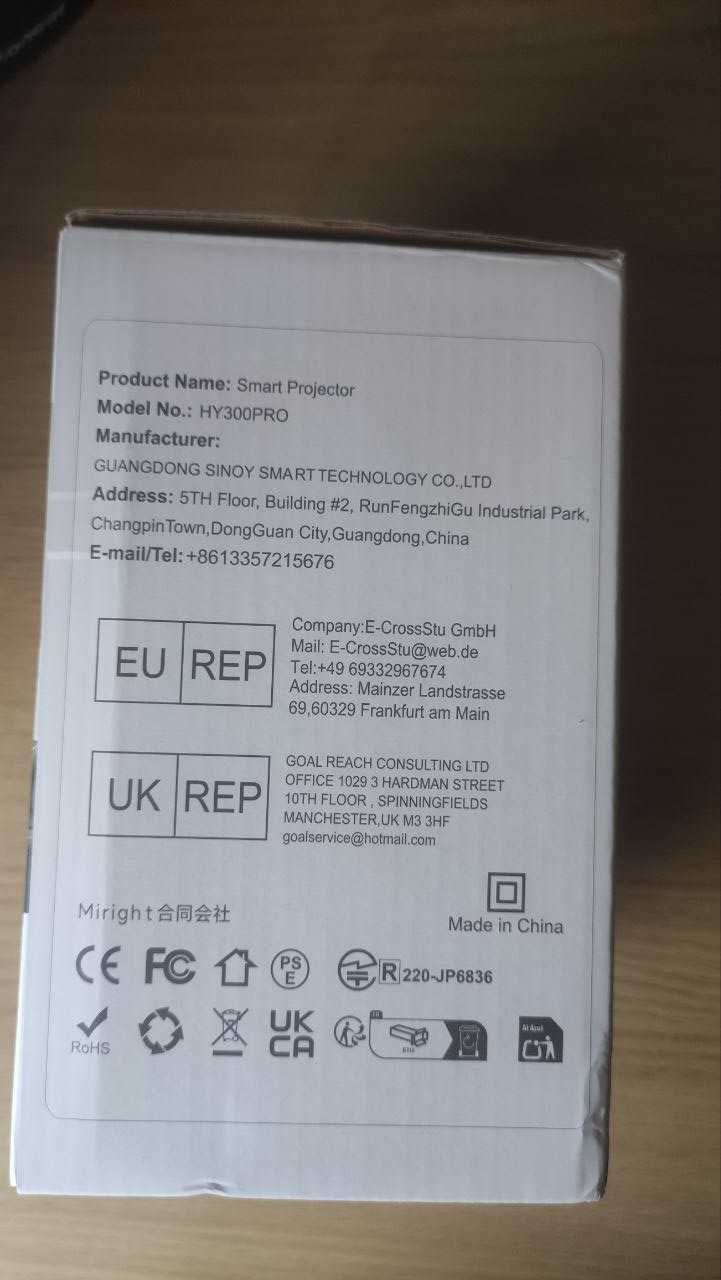 Product Name: Smart Projector
Model No.: HY300PRO
Manufacturer:
GUANGDONG SINOY SMART TECHNOLOGY CO.,LTD
Address: 5TH Floor, Building #2, RunFengzhiGu Industrial Park,
ChangpinTown,DongGuan City,Guangdong,China
E-mail/Tel:+8613357215676
EU REP
Company:E-CrossStu GmbH
Mail: E-CrossStu@web.de
Tel:+49 69332967674
Address: Mainzer Landstrasse
69,60329 Frankfurt am Main
UK REP
GOAL REACH CONSULTING LTD
OFFICE 1029 3 HARDMAN STREET
10TH FLOOR , SPINNINGFIELDS
MANCHESTER,UK M3 3HF
goalservice@hotmail.com
Miright合同会社
Made in China
CE FC PS E R 220-JP6836
RoHS UK CA